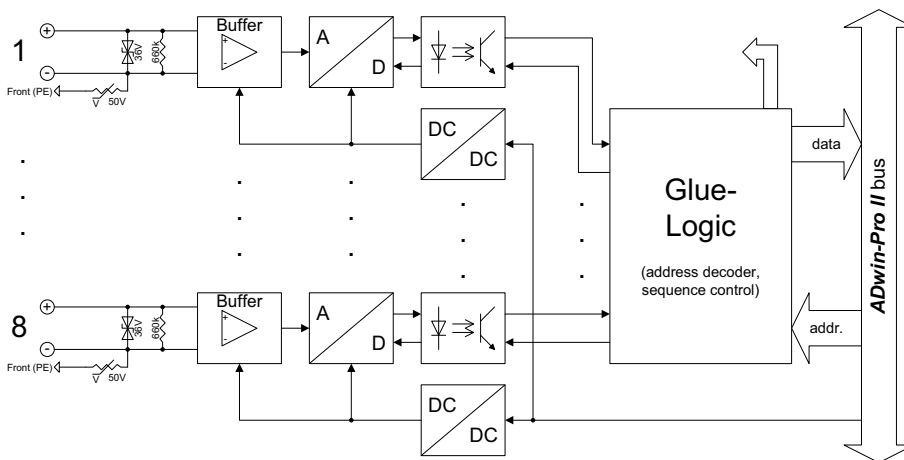 1
+
-
36V
660k
Front (PE)
V
50V
Buffer
+
-
A
D
DC
DC
Glue-
Logic
(address decoder,
sequence control)
data
addr.
ADwin-Pro II bus
8
+
-
36V
660k
Front (PE)
V
50V
Buffer
+
-
A
D
DC
DC